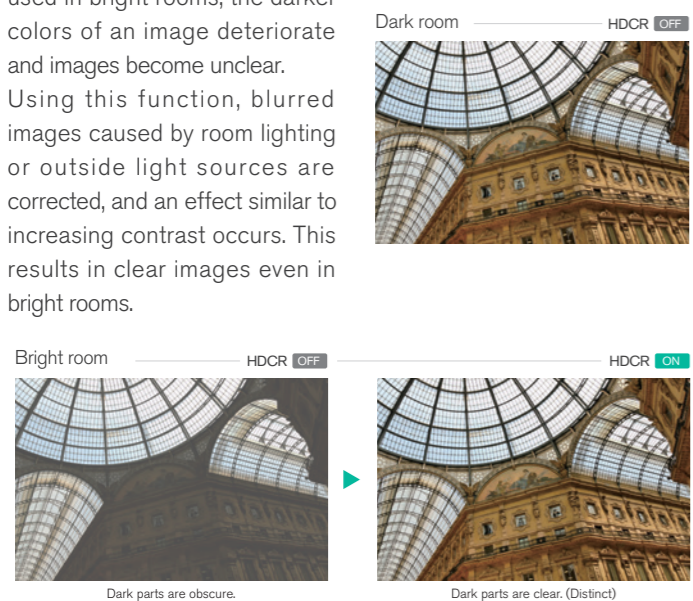 used in bright rooms, the darker
colors of an image deteriorate
and images become unclear.
Using this function, blurred
images caused by room lighting
or outside light sources are
corrected, and an effect similar to
increasing contrast occurs. This
results in clear images even in
bright rooms.
Dark room HDCR OFF
Bright room HDCR OFF HDCR ON
Dark parts are obscure. Dark parts are clear. (Distinct)